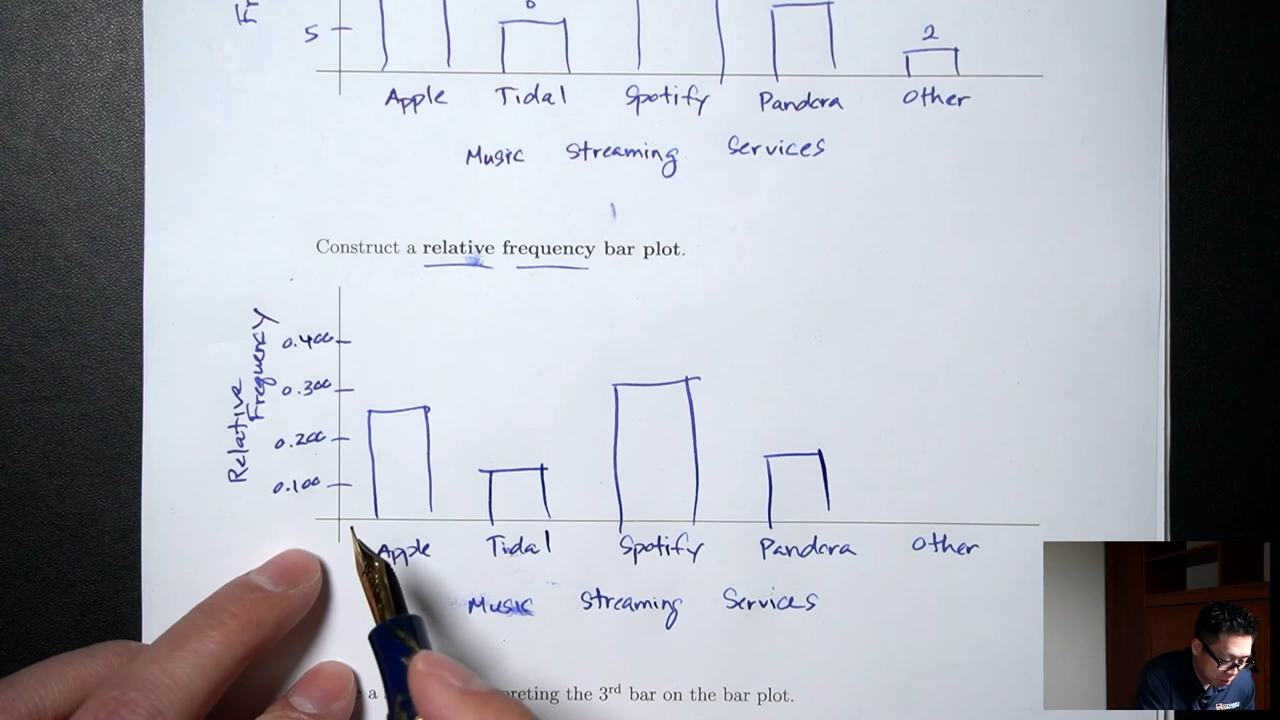 Fr
6
5
2
Apple Tidal Spotify Pandora Other
Music Streaming Services
Construct a relative frequency bar plot.
Relative Frequency
0.400
0.300
0.200
0.100
Apple Tidal Spotify Pandora Other
Music Streaming Services
a
preting the 3rd bar on the bar plot.